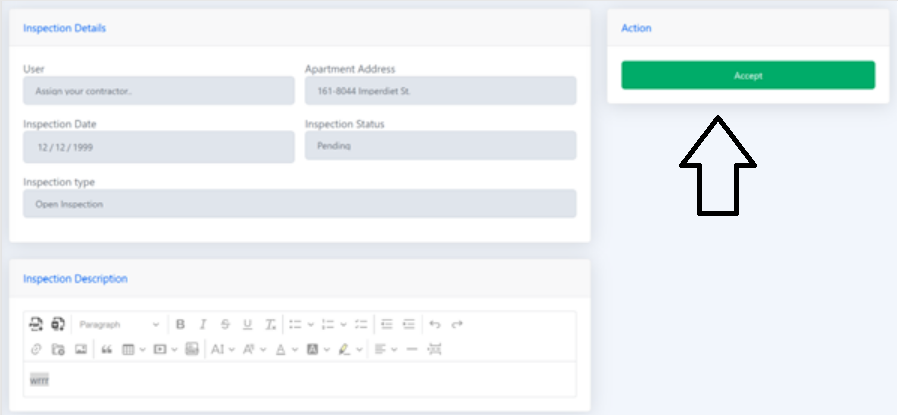 Inspection Details
Action
User
Apartment Address
Accept
Assign your contractor..
161-8044 Imperdiet St.
Inspection Date
Inspection Status
12 / 12 / 1999
Pending
Inspection type
Open Inspection
Inspection Description
Paragraph
B I S U